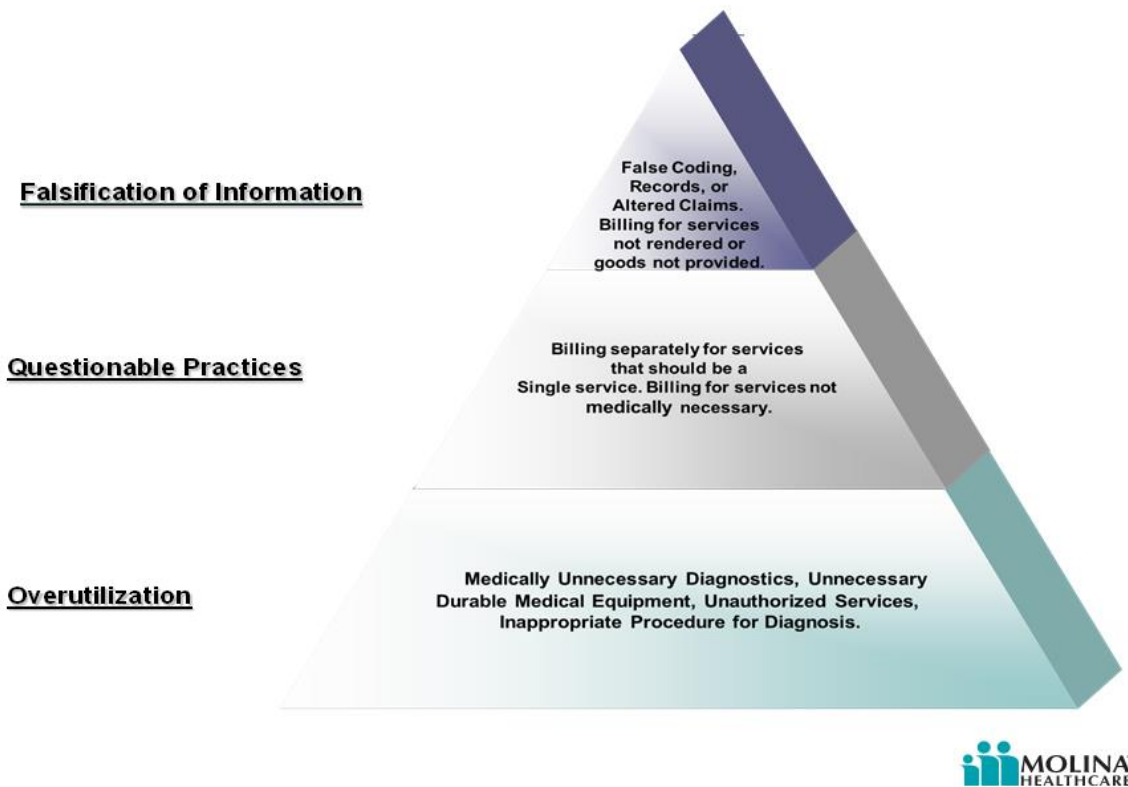 Falsification of Information
False Coding,
Records, or
Altered Claims.
Billing for services
not rendered or
goods not provided.
Questionable Practices
Billing separately for services
that should be a
Single service. Billing for services not
medically necessary.
Overutilization
Medically Unnecessary Diagnostics, Unnecessary
Durable Medical Equipment, Unauthorized Services,
Inappropriate Procedure for Diagnosis.
MOLINA
HEALTHCARE